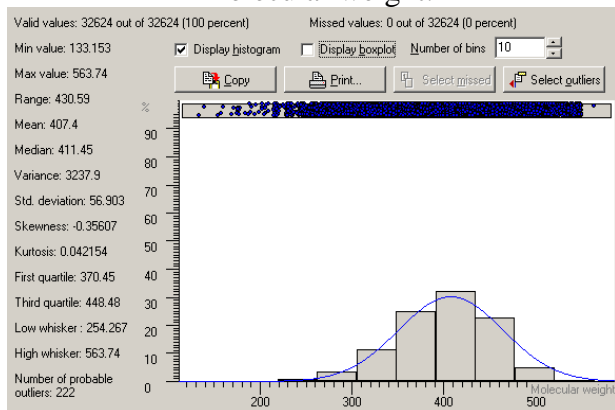 Valid values: 32624 out of 32624 (100 percent) Missed values: 0 out of 32624 (0 percent)
Min value: 133.153
Display histogram Display boxplot Number of bins 10
Max value: 563.74
Copy Print... Select missed Select outliers
Range: 430.59
Mean: 407.4
Median: 411.45
Variance: 3237.9
Std. deviation: 56.903
Skewness: -0.35607
Kurtosis: 0.042154
First quartile: 370.45
Third quartile: 448.48
Low whisker : 254.267
High whisker: 563.74
Number of probable
outliers: 222
%
90
80
70
60
50
40
30
20
10
0
200 300 400 500
Molecular weight